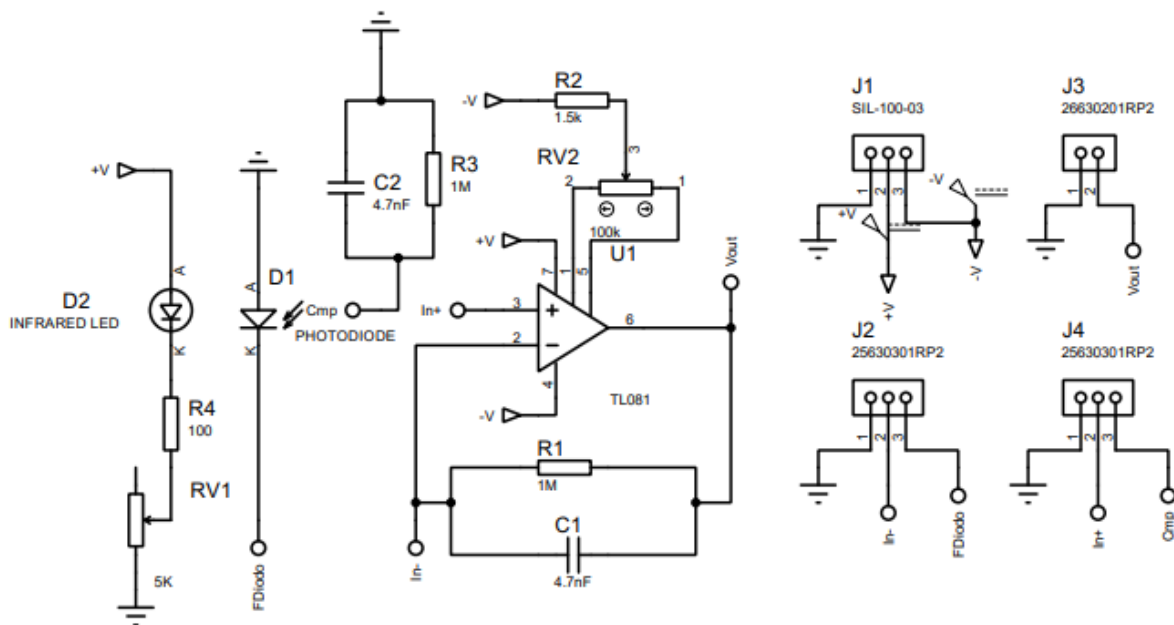 +V
A
D2
INFRARED LED
K
R4
100
RV1
5K
A
D1
K
PHOTODIODE
FDiodo
C2
4.7nF
R3
1M
Cmp
-V
R2
1.5k
3
RV2
2
1
100k
U1
+V
7
1
5
In+
3
+
2
−
6
4
-V
TL081
Vout
R1
1M
C1
4.7nF
In-
J1
SIL-100-03
1
2
3
-V
+V
+V
-V
J3
26630201RP2
1
2
Vout
J2
25630301RP2
1
2
3
In-
FDiodo
J4
25630301RP2
1
2
3
In+
Cmp